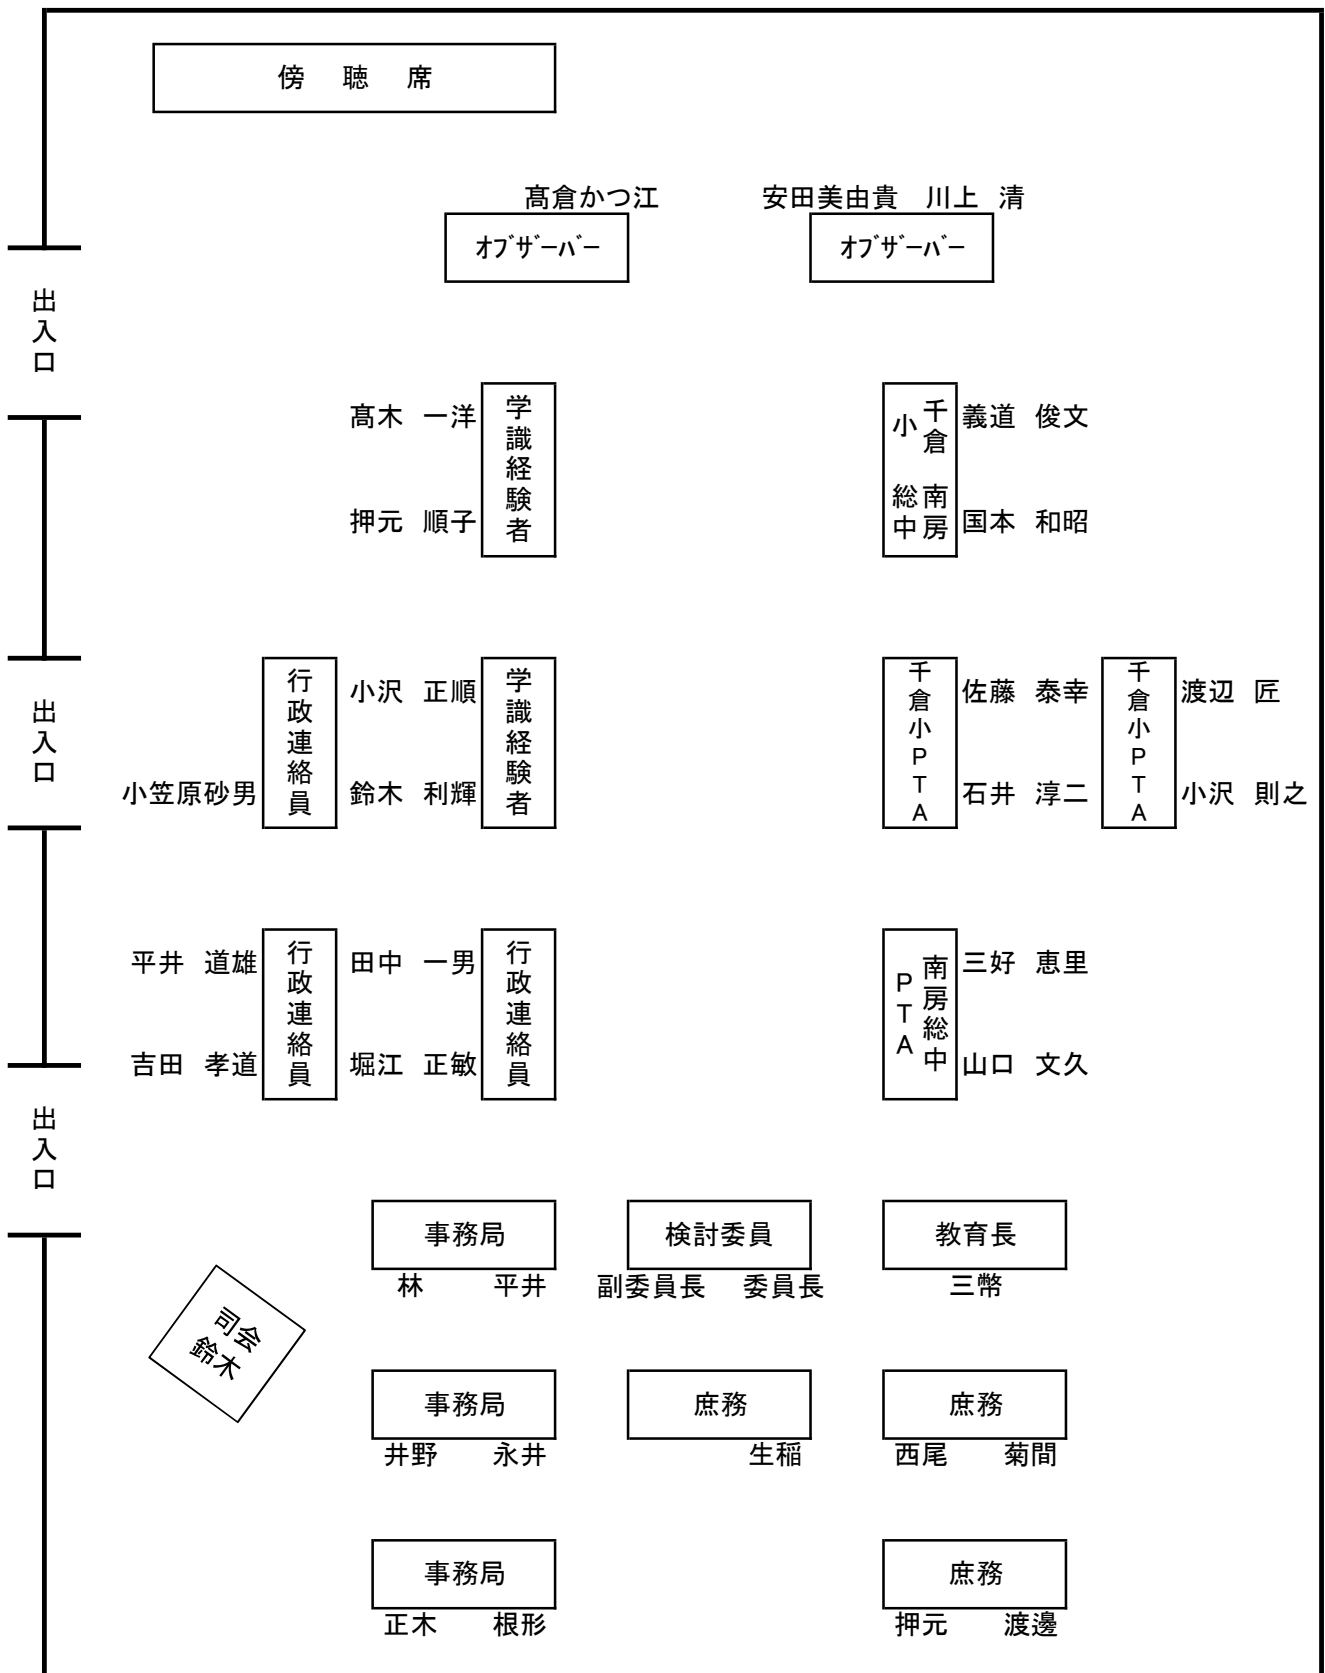 傍　聴　席
髙倉かつ江　安田美由貴　川上　清
ｵﾌﾞｻﾞｰﾊﾞｰ　ｵﾌﾞｻﾞｰﾊﾞｰ
出入口
髙木　一洋
押元　順子
学識経験者
千倉　南房
小　総中
義道　俊文
国本　和昭
出入口
小笠原砂男
行政連絡員
小沢　正順
鈴木　利輝
学識経験者
千倉小ＰＴＡ
佐藤　泰幸
石井　淳二
千倉小ＰＴＡ
渡辺　匠
小沢　則之
平井　道雄
吉田　孝道
行政連絡員
田中　一男
堀江　正敏
行政連絡員
南房総中
ＰＴＡ
三好　恵里
山口　文久
出入口
事務局　検討委員　教育長
林　平井　副委員長　委員長　三幣
司会
鈴木
事務局　庶務　庶務
井野　永井　生稲　西尾　菊間
事務局　庶務
正木　根形　押元　渡邊